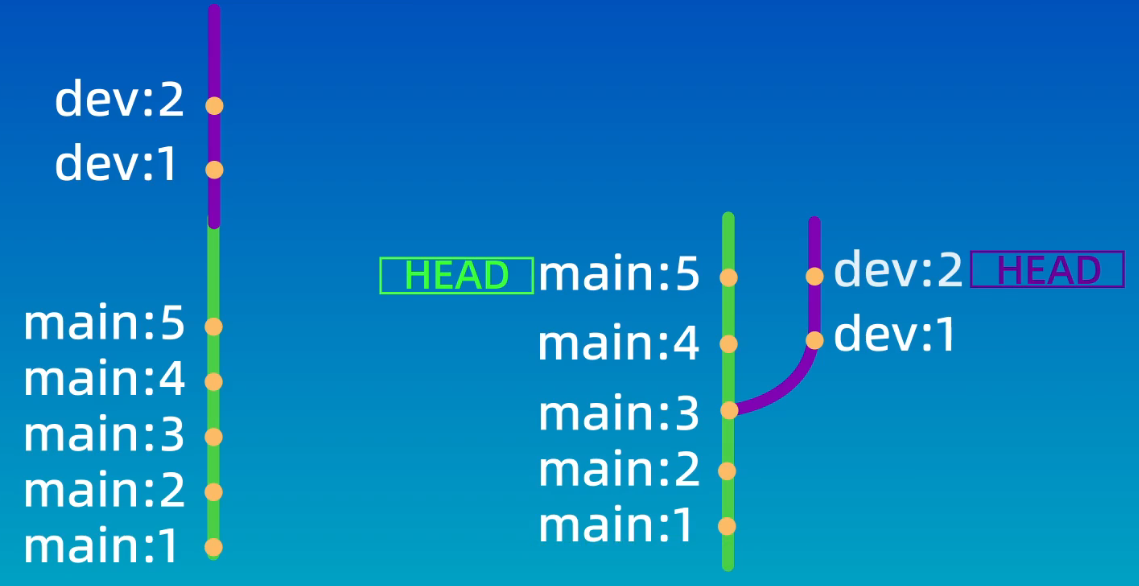 dev:2
dev:1
main:5
main:4
main:3
main:2
main:1
HEAD main:5 dev:2 HEAD
main:4 dev:1
main:3
main:2
main:1